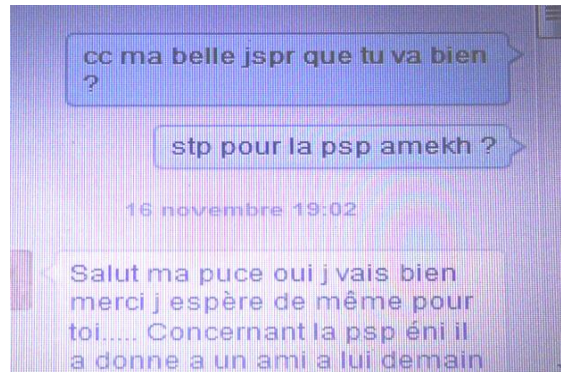 cc ma belle jspr que tu va bien
?
stp pour la psp amekh ?
16 novembre 19:02
Salut ma puce oui j vais bien
merci j espère de même pour
toi..... Concernant la psp éni il
a donne a un ami a lui demain